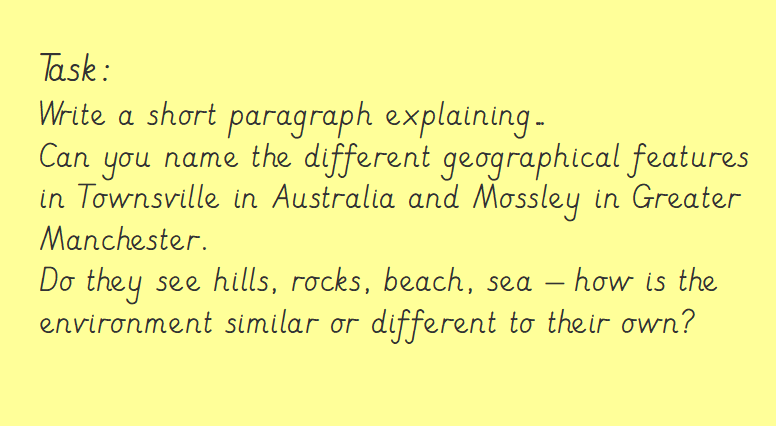 Task:
Write a short paragraph explaining…
Can you name the different geographical features
in Townsville in Australia and Mossley in Greater
Manchester.
Do they see hills, rocks, beach, sea – how is the
environment similar or different to their own?